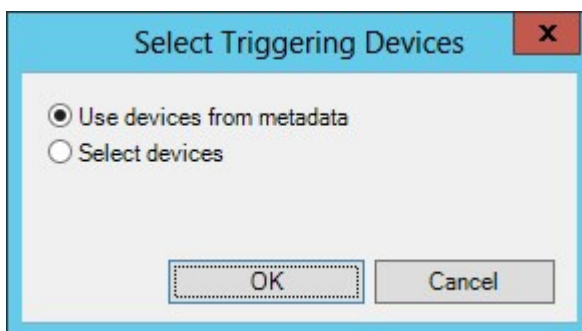 Select Triggering Devices
x
Use devices from metadata
Select devices
OK
Cancel